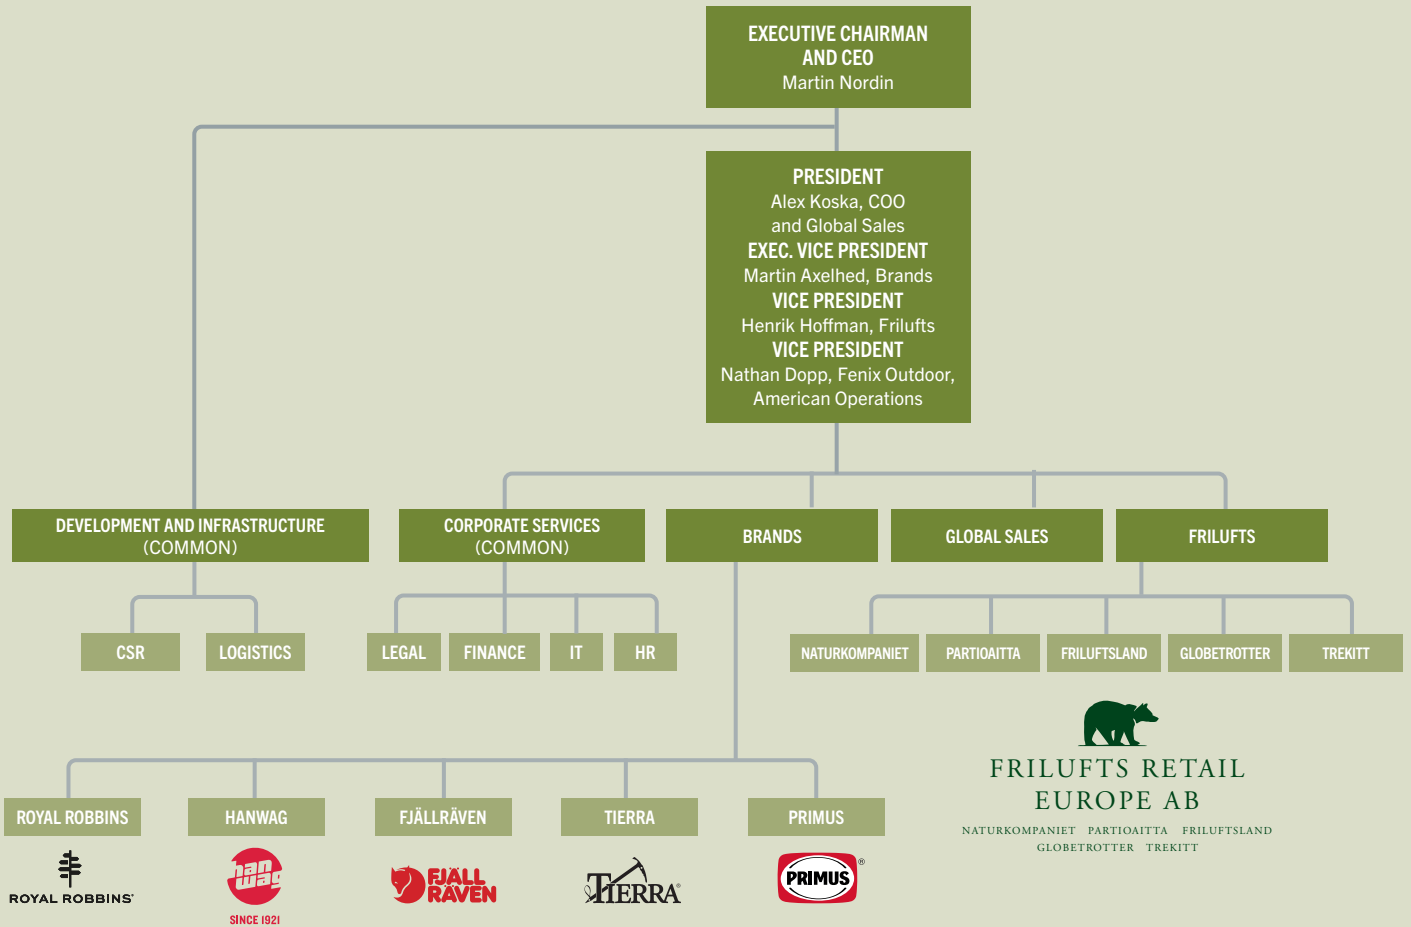 EXECUTIVE CHAIRMAN
AND CEO
Martin Nordin
PRESIDENT
Alex Koska, COO
and Global Sales
EXEC. VICE PRESIDENT
Martin Axelhed, Brands
VICE PRESIDENT
Henrik Hoffman, Frilufts
VICE PRESIDENT
Nathan Dopp, Fenix Outdoor,
American Operations
DEVELOPMENT AND INFRASTRUCTURE
(COMMON)
CORPORATE SERVICES
(COMMON)
BRANDS
GLOBAL SALES
FRILUFTS
CSR
LOGISTICS
LEGAL
FINANCE
IT
HR
NATURKOMPANIET
PARTIOAITTA
FRILUFTSLAND
GLOBETROTTER
TREKITT
FRILUFTS RETAIL
EUROPE AB
NATURKOMPANIET PARTIOAITTA FRILUFTSLAND
GLOBETROTTER TREKITT
ROYAL ROBBINS
HANWAG
FJÄLLRÄVEN
TIERRA
PRIMUS
ROYAL ROBBINS®
han
wag
SINCE 1921
FJÄLL
RÄVEN
TIERRA®
PRIMUS®